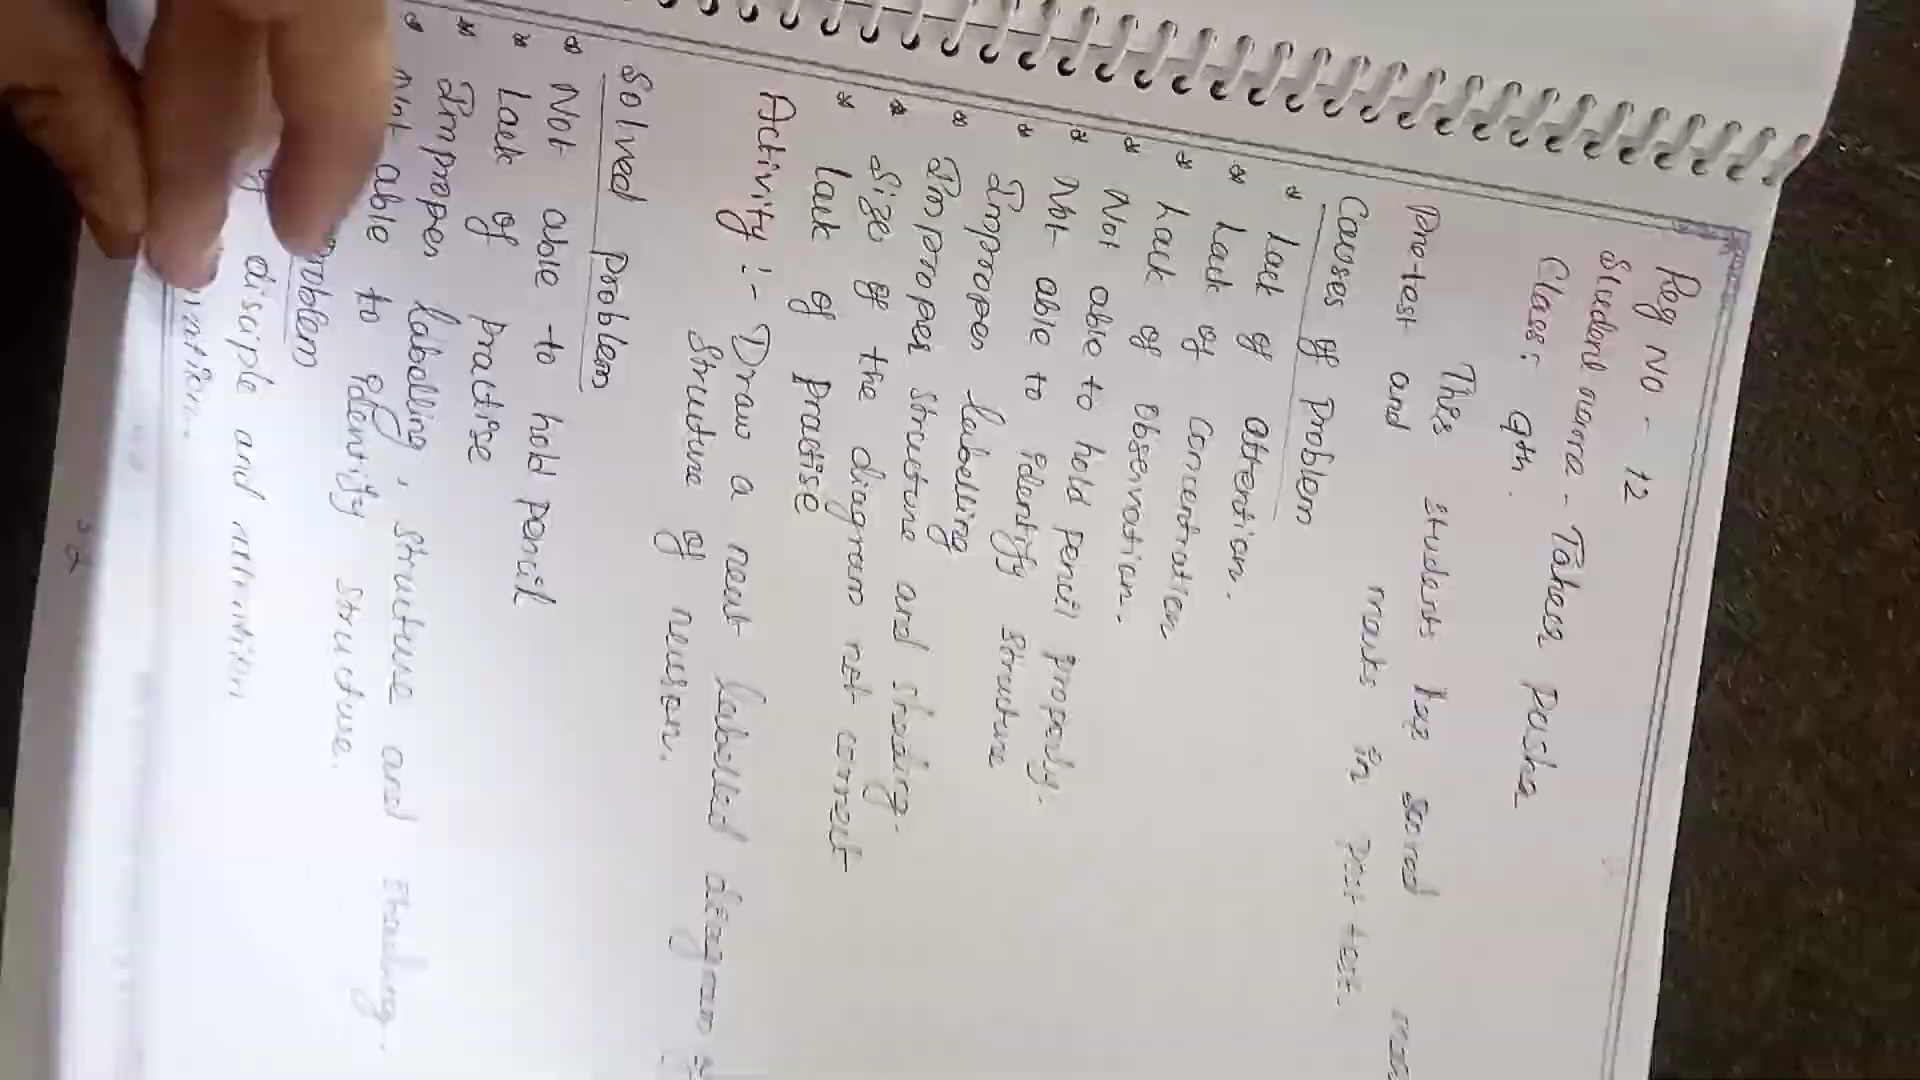 Reg No - 12
Student name - Taheer pasha
Class: 9th.
This students has scored
Pre-test and marks in post test.
Causes of Problem
* Lack of attention.
* Lack of concentration
* Lack of observation.
* Not able to hold pencil properly.
* Not able to identify structure
* Improper labelling
* Improper structure and shading.
* Size of the diagram not correct
* lack of practise
Activity :- Draw a neat labelled diagram
structure of neuron.
Solved problem
* Not able to hold pencil
* Lack of practise
* Improper labelling, structure and shading.
* Not able to identify structure.
problem
disciple and attention